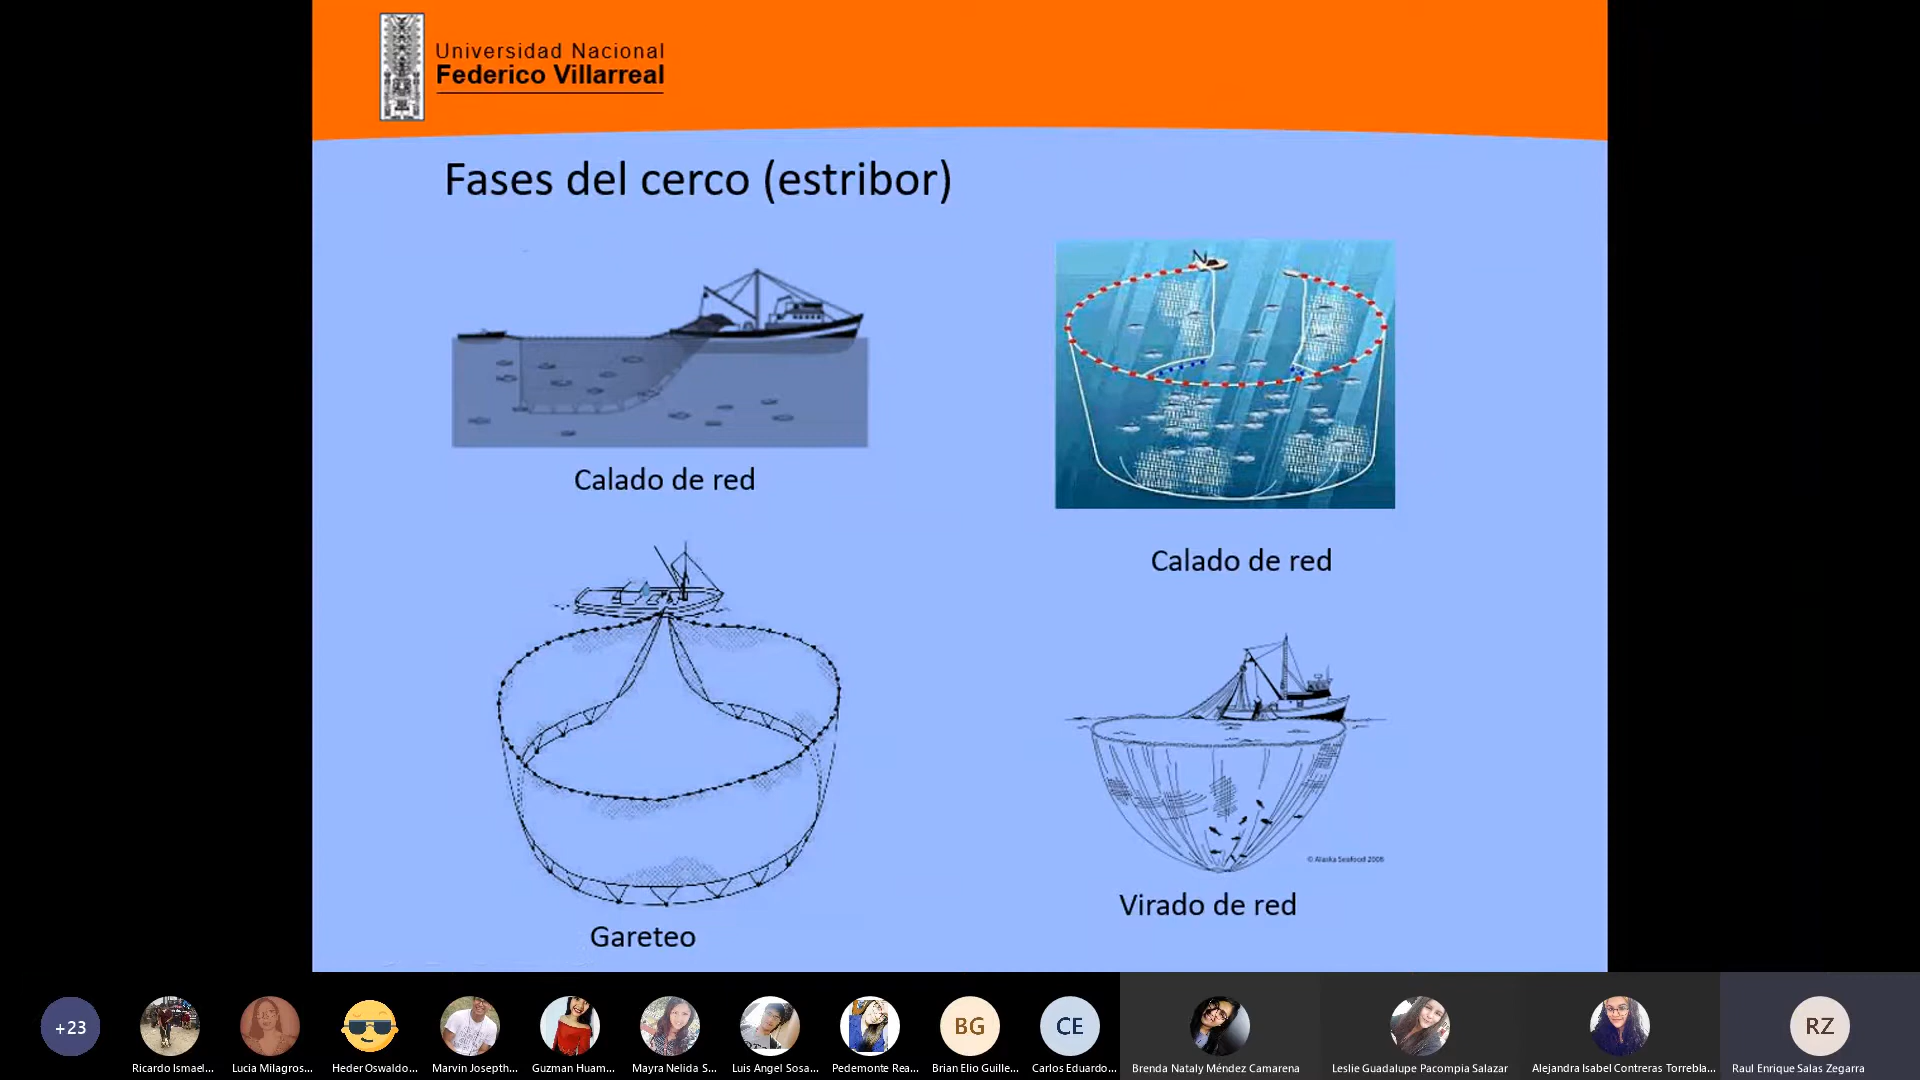 Universidad Nacional
Federico Villarreal
Fases del cerco (estribor)
N
Calado de red
Calado de red
© Alaska Seafood 2008
Gareteo
Virado de red
+23
Ricardo Ismael...
Lucia Milagros...
Heder Oswaldo...
Marvin Josepth...
Guzman Huam...
Mayra Nelida S...
Luis Angel Sosa...
Pedemonte Rea...
BG
Brian Elio Guille...
CE
Carlos Eduardo...
Brenda Nataly Méndez Camarena
Leslie Guadalupe Pacompia Salazar
Alejandra Isabel Contreras Torrebla...
RZ
Raul Enrique Salas Zegarra